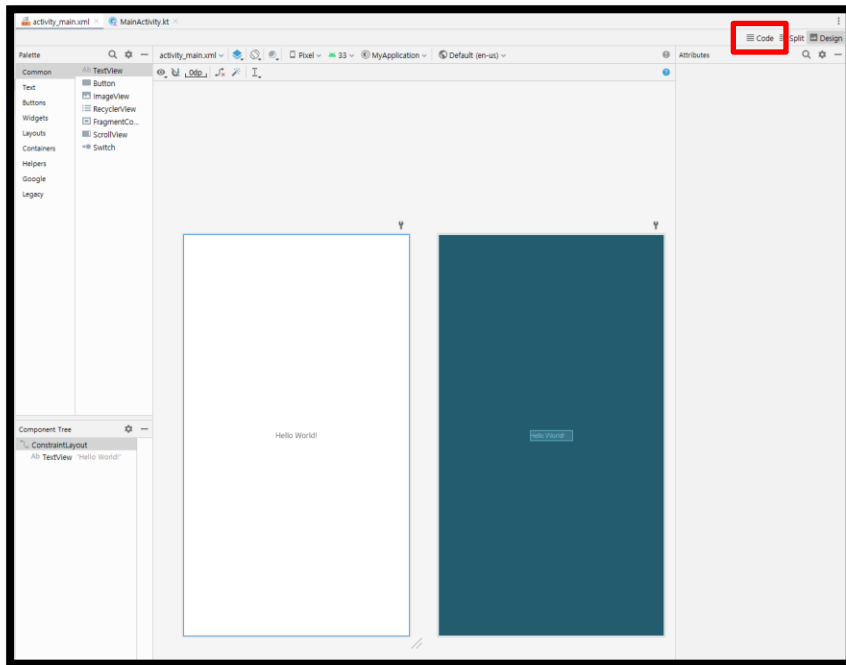 activity_main.xml MainActivity.kt
Code Split Design
Palette activity_main.xml Pixel 33 MyApplication Default (en-us) Attributes
Common Ab TextView 0dp
Text Button
Buttons ImageView
Widgets RecyclerView
Layouts FragmentCo...
Containers ScrollView
Helpers Switch
Google
Legacy
Hello World! Hello World!
Component Tree
ConstraintLayout
Ab TextView "Hello World!"